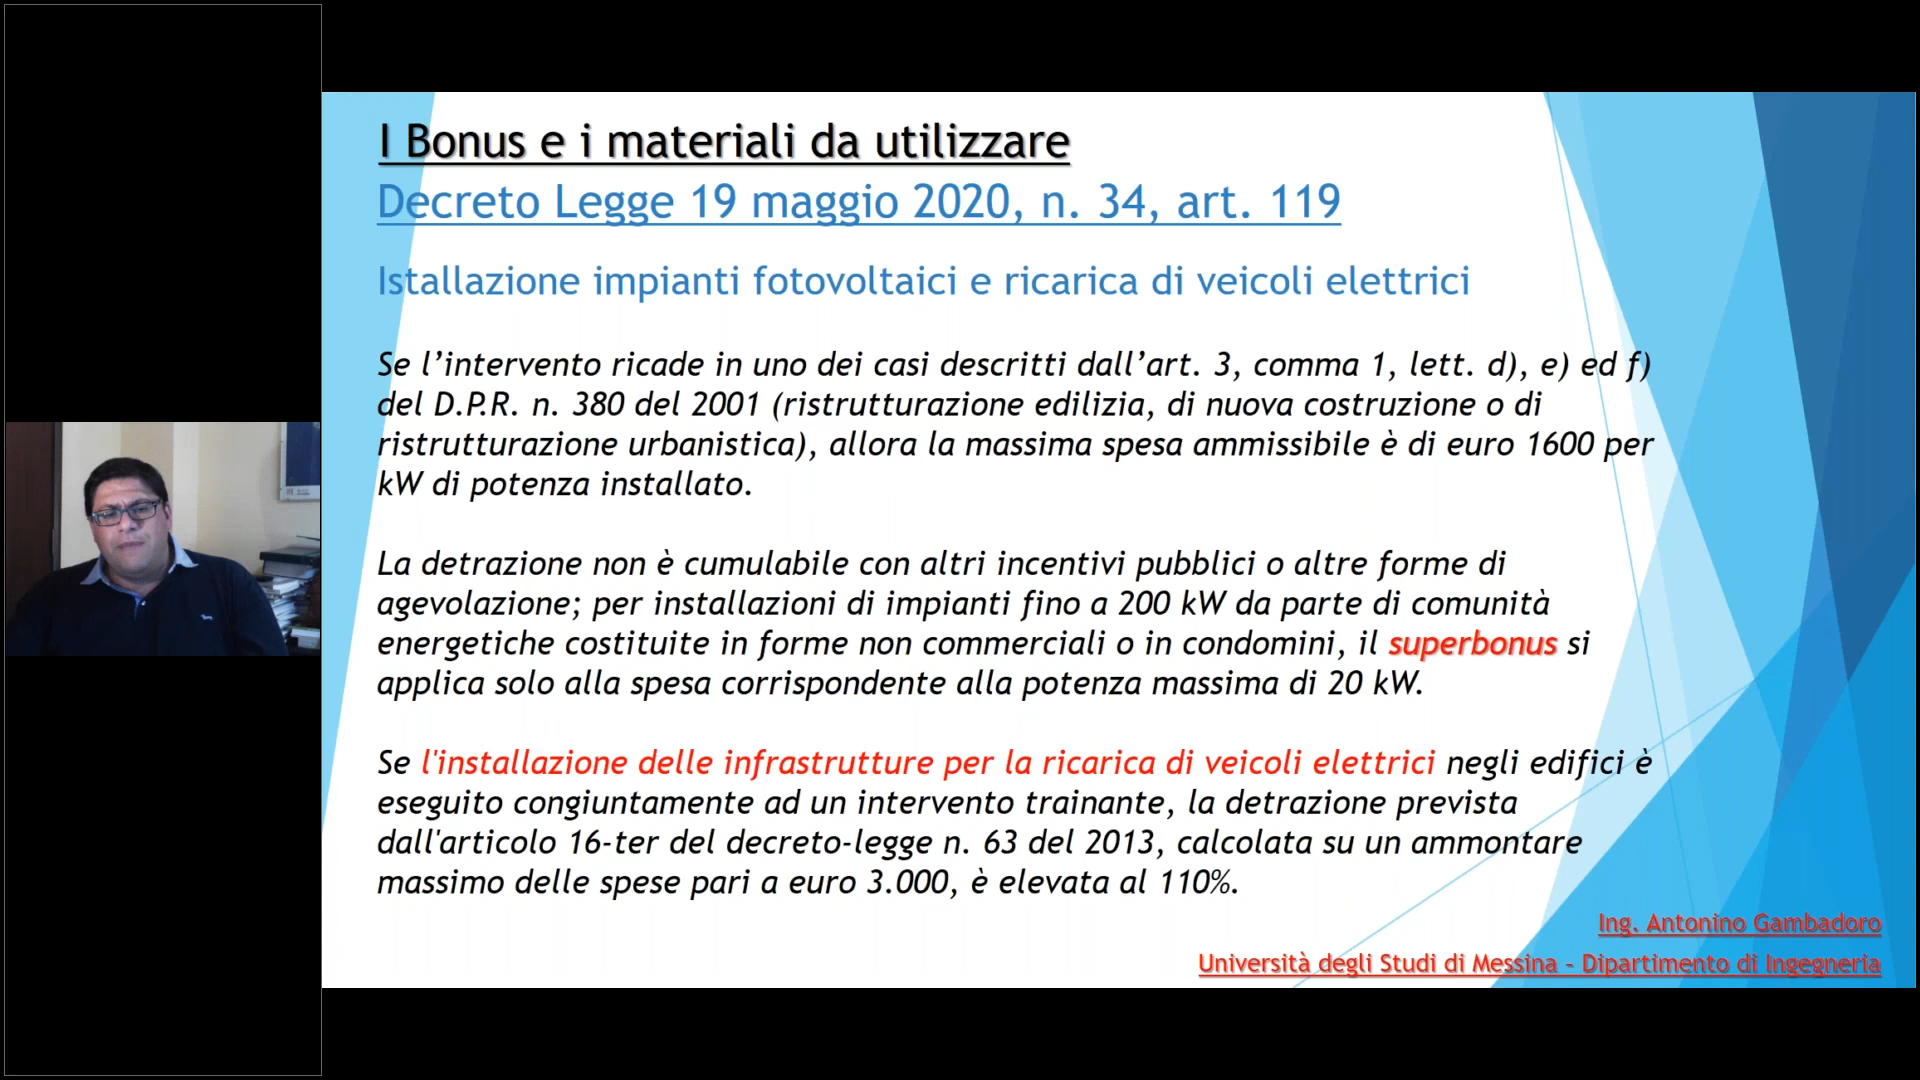 I Bonus e i materiali da utilizzare
Decreto Legge 19 maggio 2020, n. 34, art. 119
Istallazione impianti fotovoltaici e ricarica di veicoli elettrici
Se l’intervento ricade in uno dei casi descritti dall’art. 3, comma 1, lett. d), e) ed f)
del D.P.R. n. 380 del 2001 (ristrutturazione edilizia, di nuova costruzione o di
ristrutturazione urbanistica), allora la massima spesa ammissibile è di euro 1600 per
kW di potenza installato.
La detrazione non è cumulabile con altri incentivi pubblici o altre forme di
agevolazione; per installazioni di impianti fino a 200 kW da parte di comunità
energetiche costituite in forme non commerciali o in condomini, il superbonus si
applica solo alla spesa corrispondente alla potenza massima di 20 kW.
Se l'installazione delle infrastrutture per la ricarica di veicoli elettrici negli edifici è
eseguito congiuntamente ad un intervento trainante, la detrazione prevista
dall'articolo 16-ter del decreto-legge n. 63 del 2013, calcolata su un ammontare
massimo delle spese pari a euro 3.000, è elevata al 110%.
Ing. Antonino Gambadoro
Università degli Studi di Messina – Dipartimento di Ingegneria